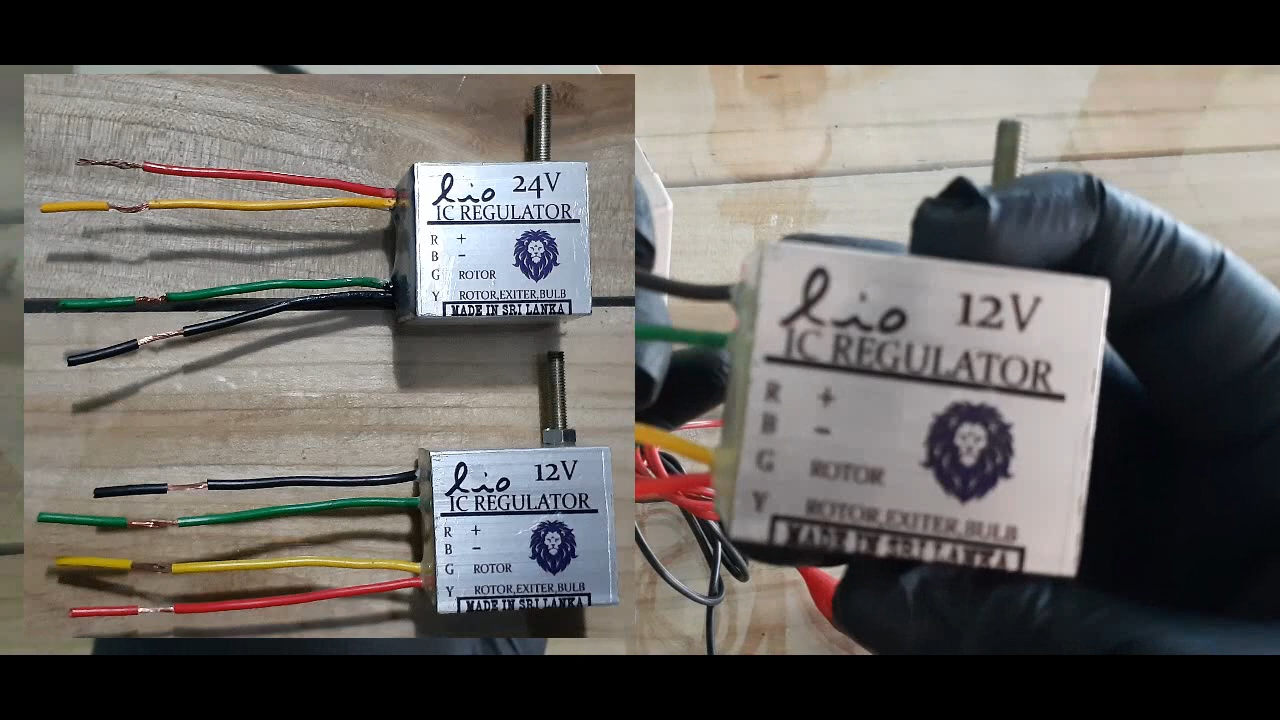 lio 24V
IC REGULATOR
R +
B -
G ROTOR
Y ROTOR,EXITER,BULB
MADE IN SRI LANKA
lio 12V
IC REGULATOR
R +
B -
G ROTOR
Y ROTOR,EXITER,BULB
MADE IN SRI LANKA
lio 12V
IC REGULATOR
R +
B -
G ROTOR
Y ROTOR,EXITER,BULB
MADE IN SRI LANKA